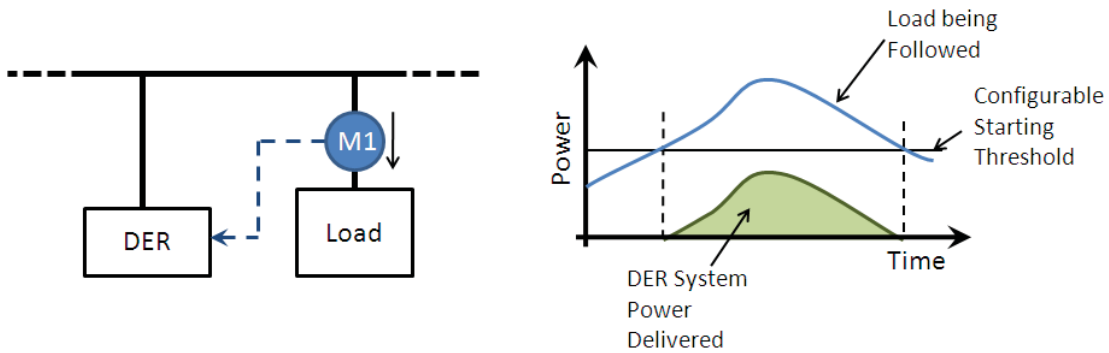 M1
DER
Load
Power
Time
Load being
Followed
Configurable
Starting
Threshold
DER System
Power
Delivered